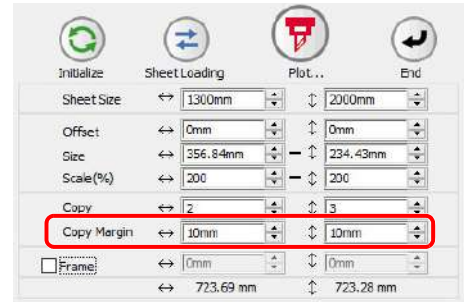 Initialize Sheet Loading Plot... End
Sheet Size ↔ 1300mm ↕ 2000mm
Offset ↔ 0mm ↕ 0mm
Size ↔ 356.84mm ↕ 234.43mm
Scale(%) ↔ 200 ↕ 200
Copy ↔ 2 ↕ 3
Copy Margin ↔ 10mm ↕ 10mm
Frame ↔ 0mm ↕ 0mm
↔ 723.69 mm ↕ 723.28 mm